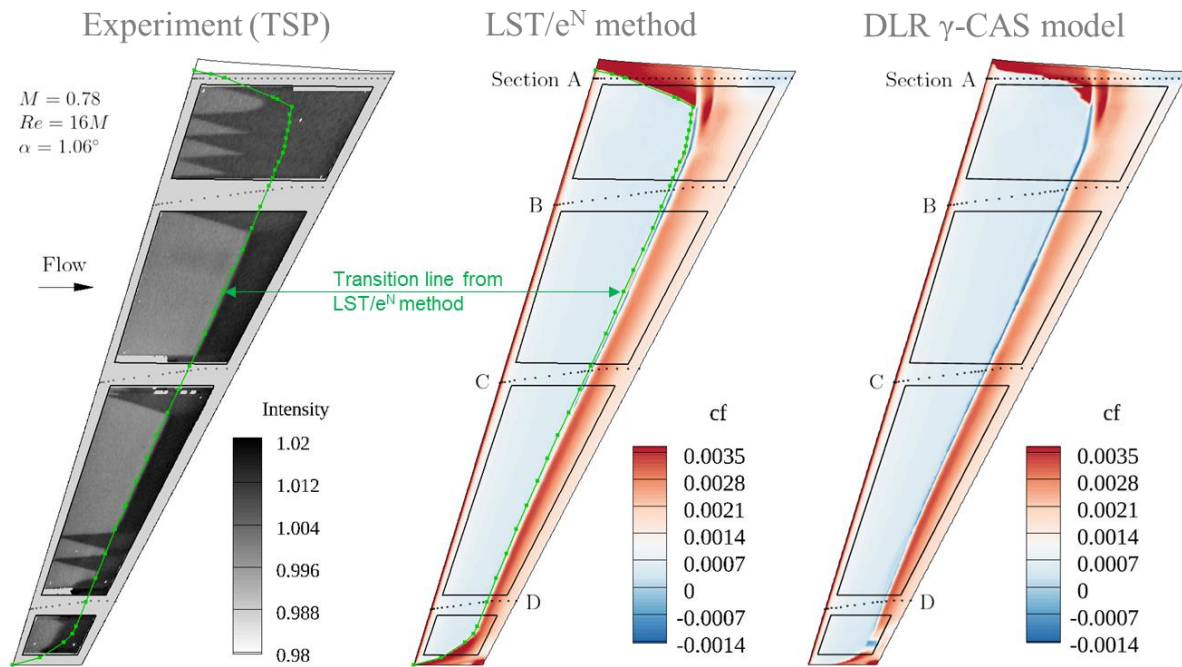 Experiment (TSP)
LST/eᴺ method
DLR γ-CAS model
M = 0.78
Re = 16M
α = 1.06°
Flow
Transition line from
LST/eᴺ method
Intensity
1.02
1.012
1.004
0.996
0.988
0.98
Section A
B
C
D
cf
0.0035
0.0028
0.0021
0.0014
0.0007
0
-0.0007
-0.0014
Section A
B
C
D
cf
0.0035
0.0028
0.0021
0.0014
0.0007
0
-0.0007
-0.0014